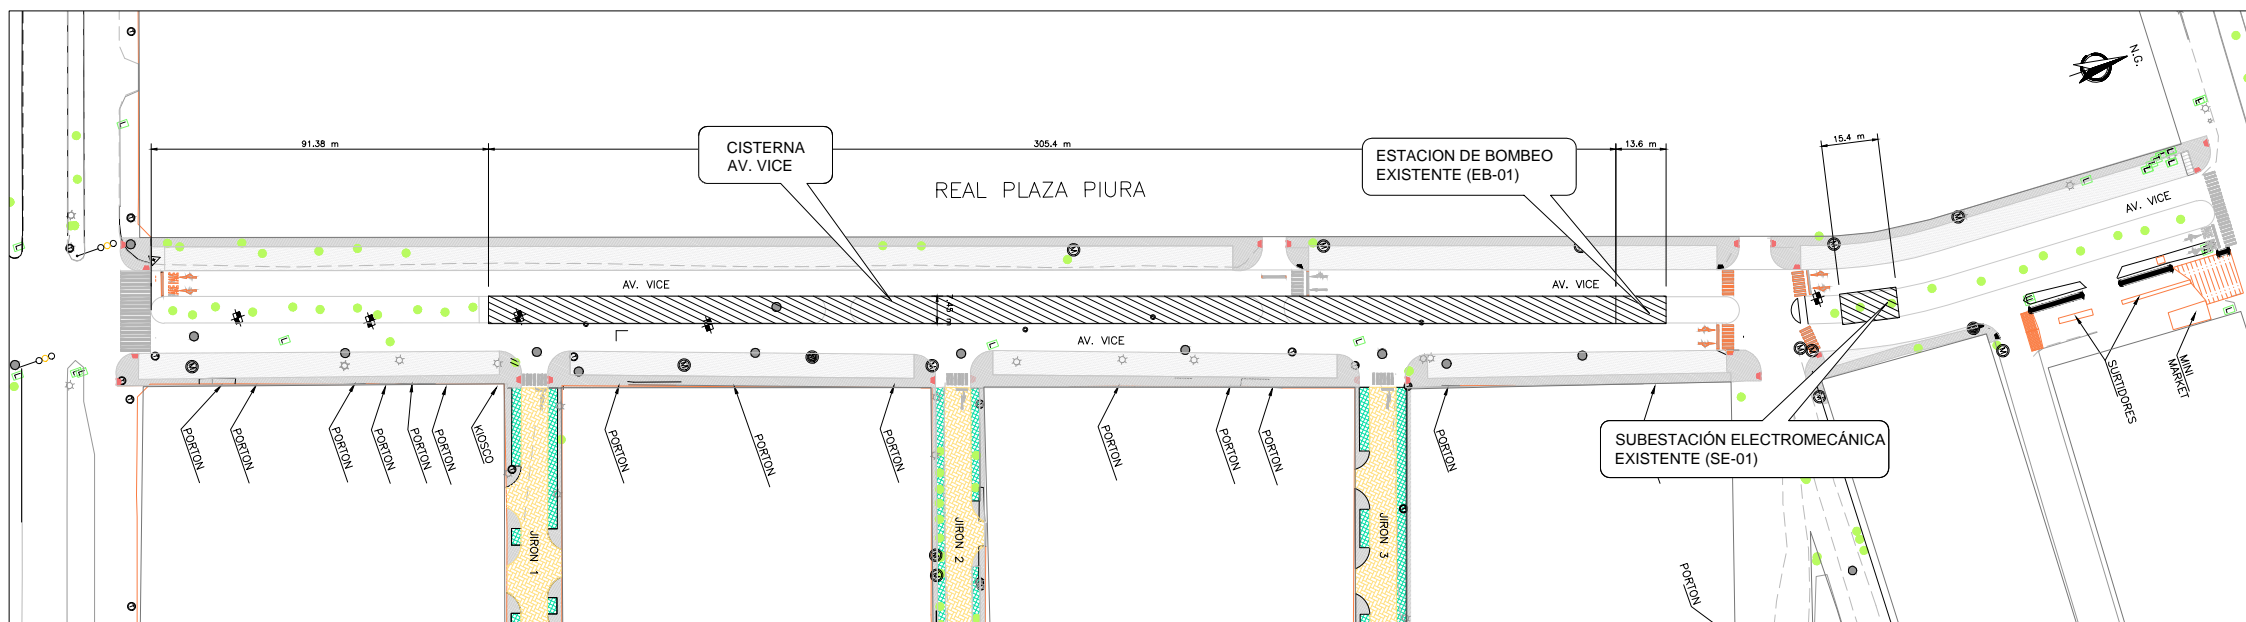 N.G.
91.38 m
305.4 m
13.6 m
15.4 m
CISTERNA
AV. VICE
ESTACION DE BOMBEO
EXISTENTE (EB-01)
REAL PLAZA PIURA
AV. VICE
AV. VICE
AV. VICE
7.45 m
AV. VICE
MINI
MARKET
SURTIDORES
SUBESTACIÓN ELECTROMECÁNICA
EXISTENTE (SE-01)
PORTON
PORTON
PORTON
PORTON
PORTON
PORTON
KIOSCO
PORTON
PORTON
PORTON
PORTON
PORTON
PORTON
PORTON
JIRON 1
JIRON 2
JIRON 3
PORTON